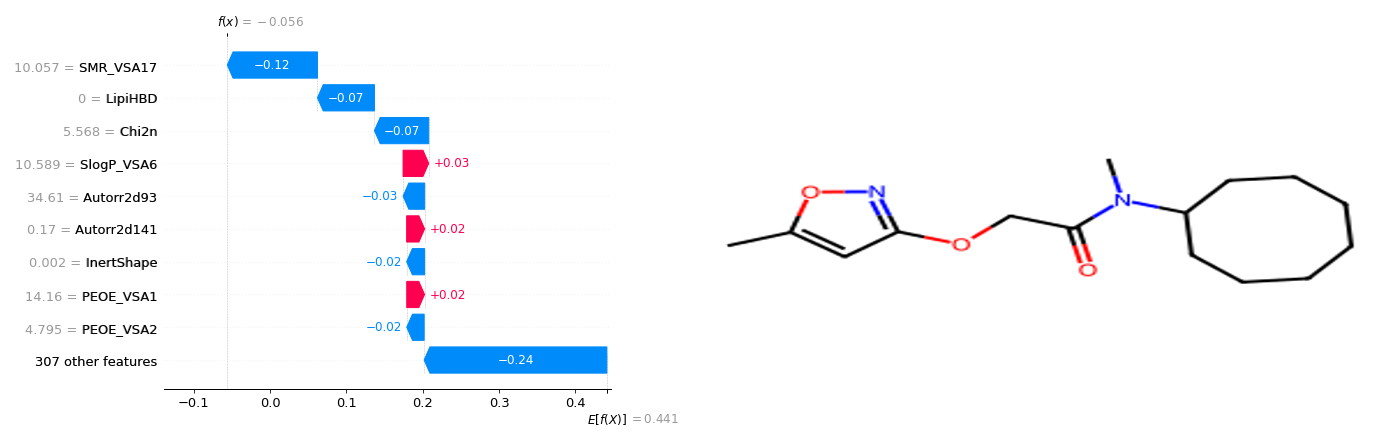 f(x) = −0.056
10.057 = SMR_VSA17
−0.12
0 = LipiHBD
−0.07
5.568 = Chi2n
−0.07
10.589 = SlogP_VSA6
+0.03
34.61 = Autorr2d93
−0.03
0.17 = Autorr2d141
+0.02
0.002 = InertShape
−0.02
14.16 = PEOE_VSA1
+0.02
4.795 = PEOE_VSA2
−0.02
307 other features
−0.24
−0.1 0.0 0.1 0.2 0.3 0.4
E[f(X)] = 0.441
O N
O
O
N